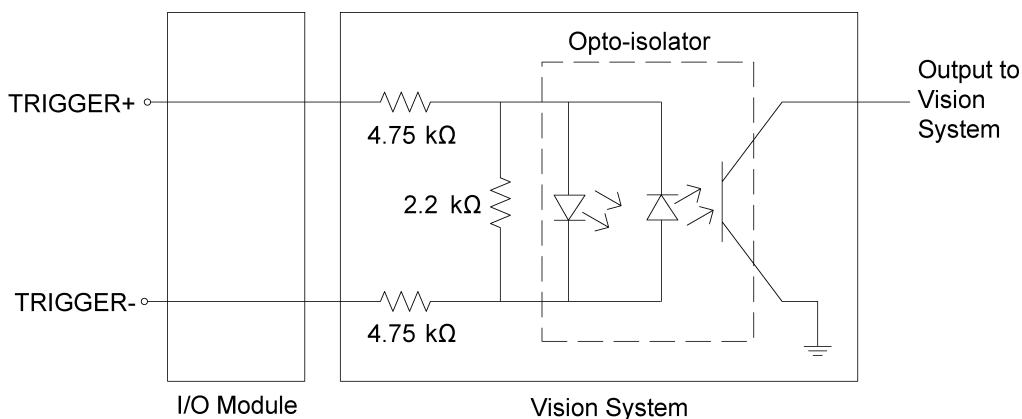 Opto-isolator
TRIGGER+
Output to
Vision
System
4.75 kΩ
2.2 kΩ
TRIGGER-
4.75 kΩ
I/O Module
Vision System